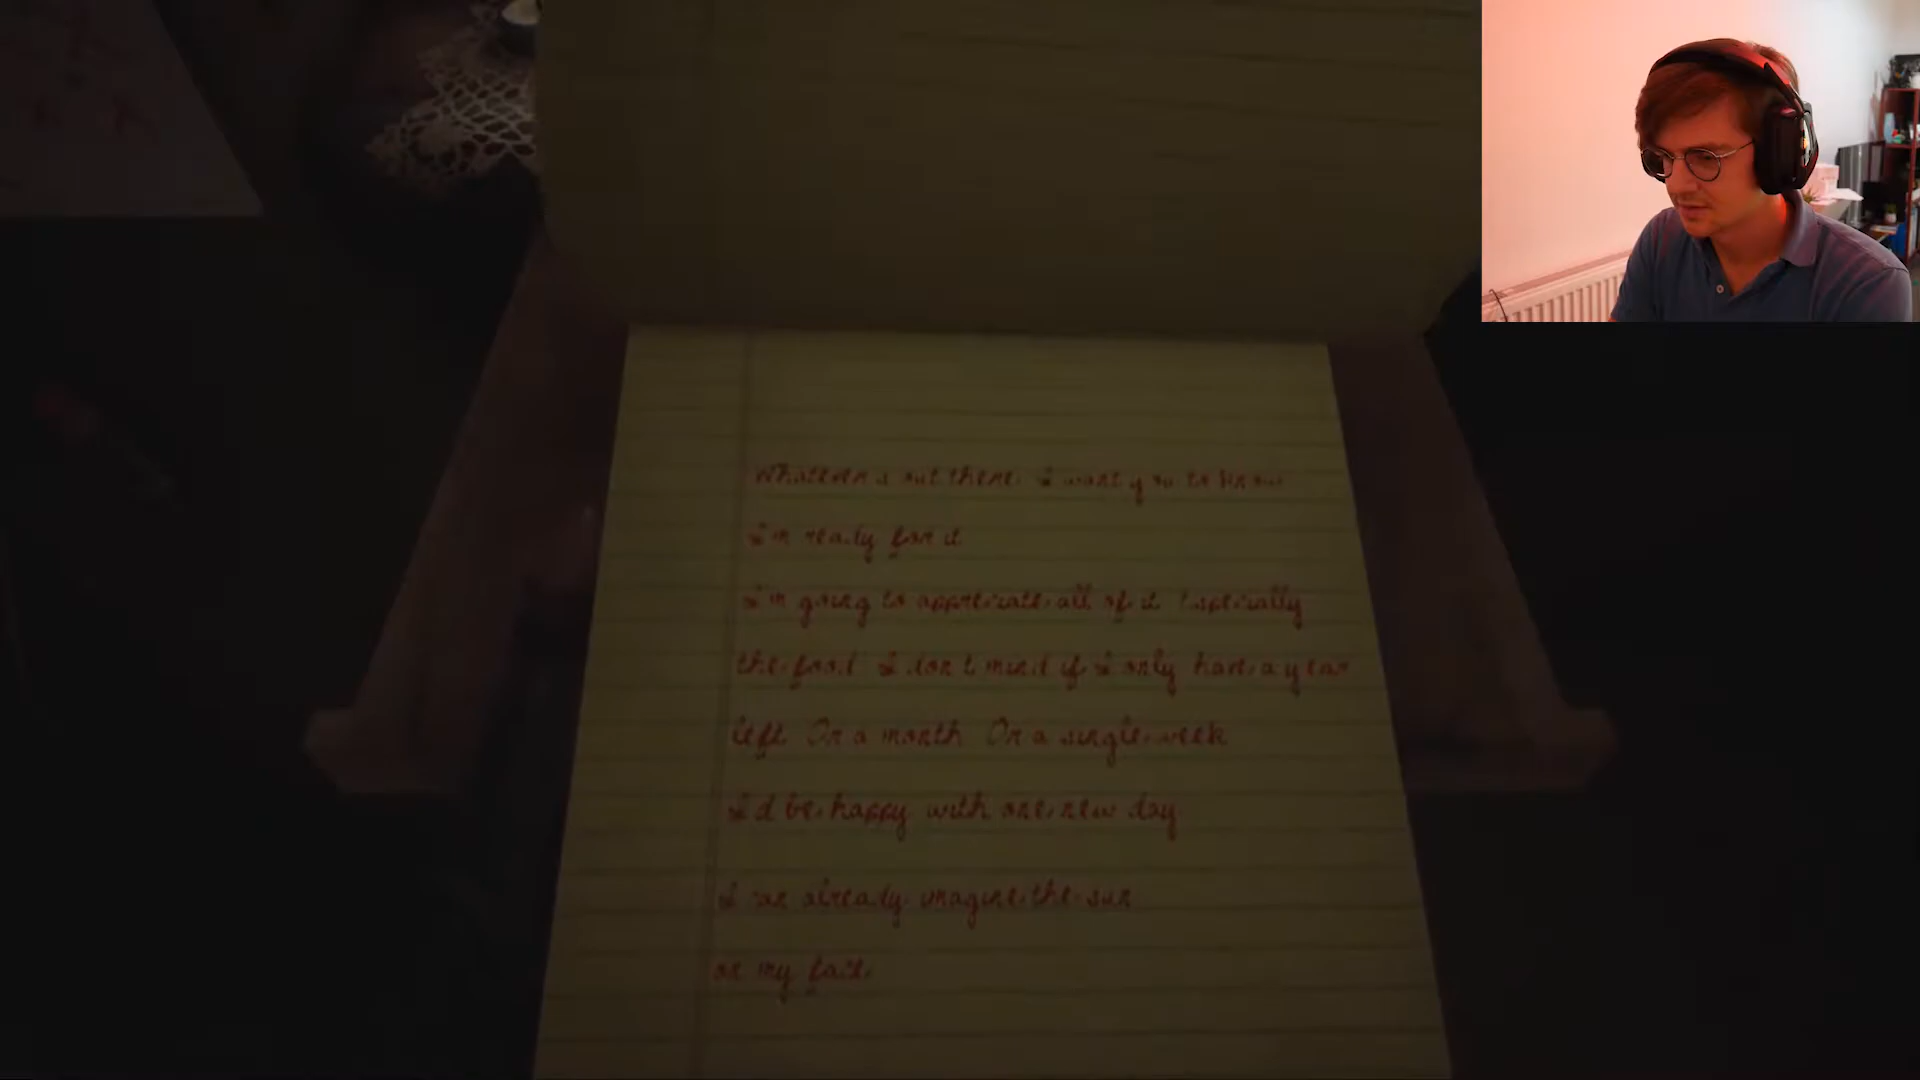 Whatever's out there, I want you to know
I'm ready for it.
I'm going to appreciate all of it. Especially
the food. I don't mind if I only have a year
left. Or a month. Or a single week.
I'd be happy with one new day.
I can already imagine the sun
on my face.